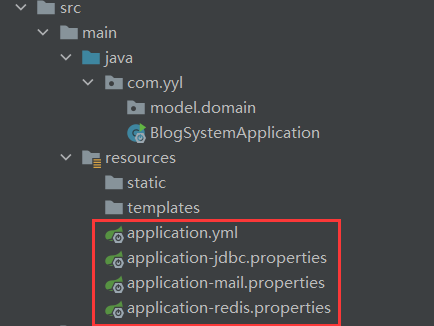 src
main
java
com.yyl
model.domain
BlogSystemApplication
resources
static
templates
application.yml
application-jdbc.properties
application-mail.properties
application-redis.properties